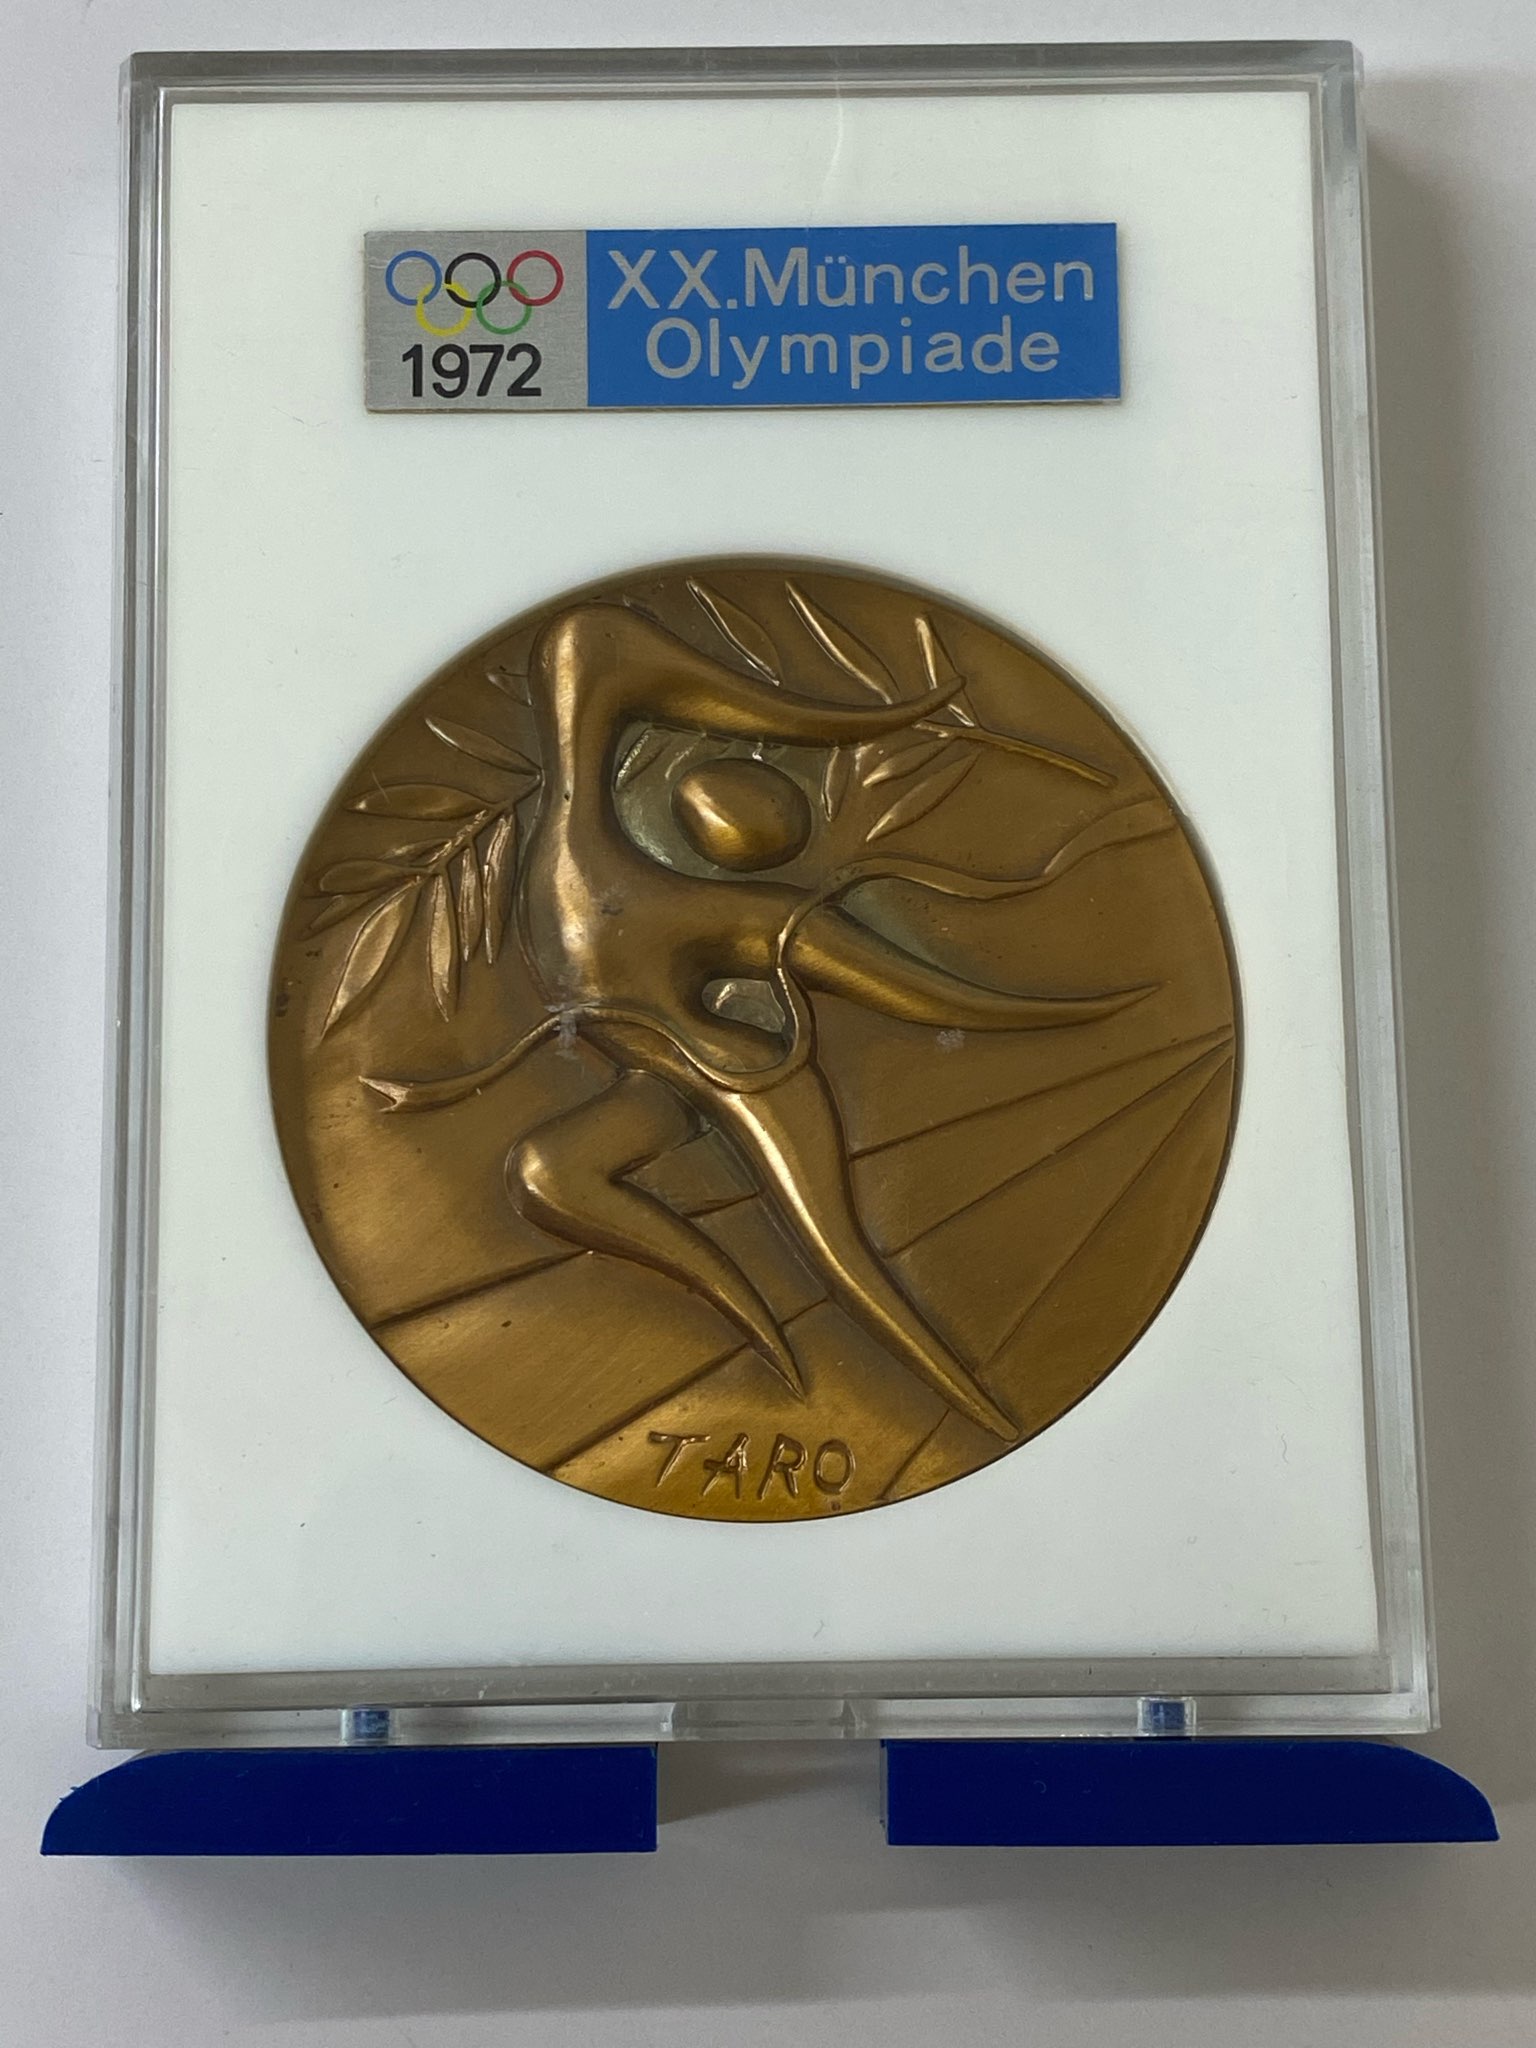 1972
XX.München
Olympiade
TARO